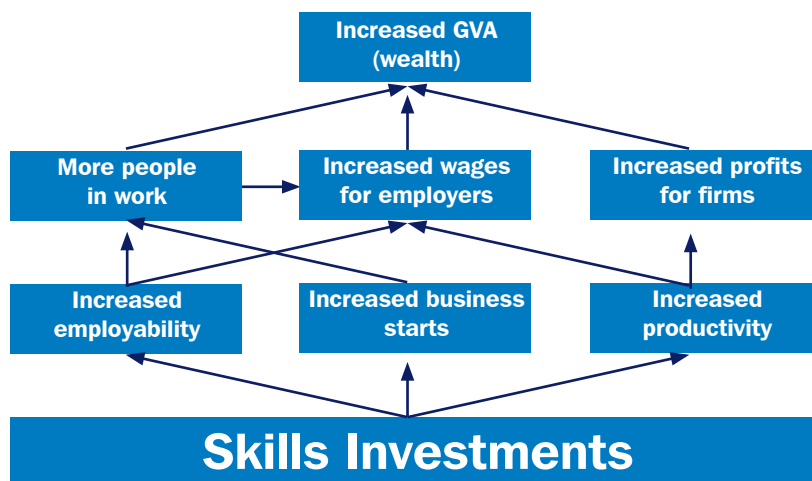 Increased GVA
(wealth)
More people
in work
Increased wages
for employers
Increased profits
for firms
Increased
employability
Increased business
starts
Increased
productivity
Skills Investments